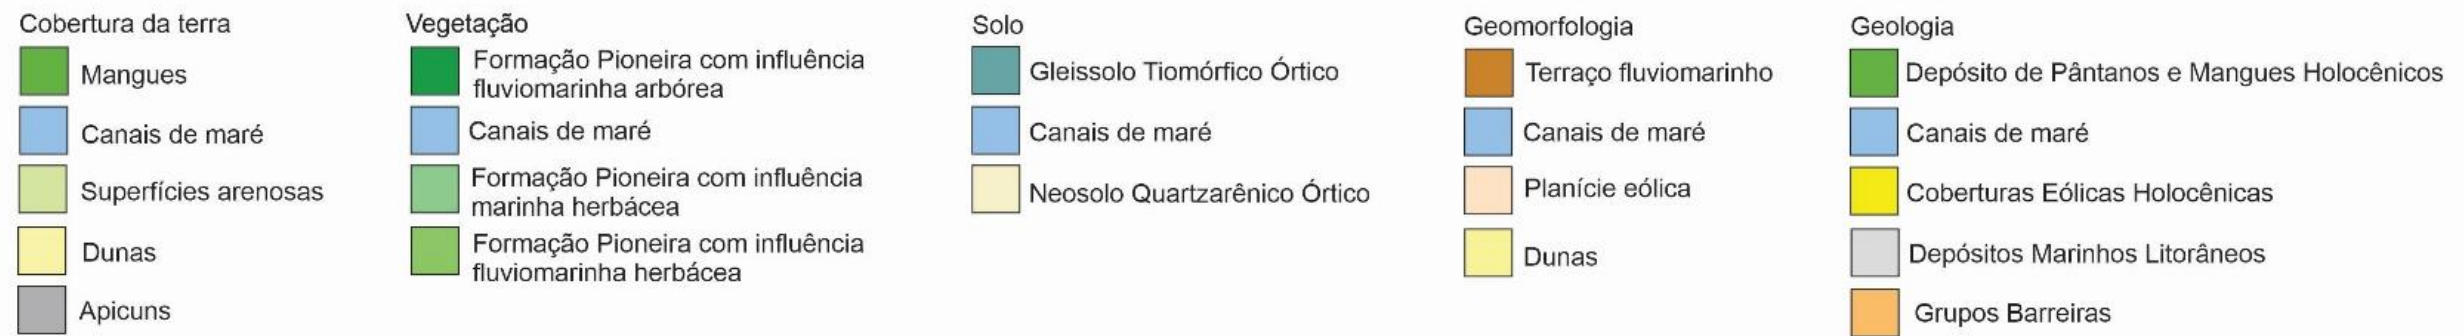 Cobertura da terra
Mangues
Canais de maré
Superfícies arenosas
Dunas
Apicuns
Vegetação
Formação Pioneira com influência
fluviomarinha arbórea
Canais de maré
Formação Pioneira com influência
marinha herbácea
Formação Pioneira com influência
fluviomarinha herbácea
Solo
Gleissolo Tiomórfico Órtico
Canais de maré
Neosolo Quartzarênico Órtico
Geomorfologia
Terraço fluviomarinho
Canais de maré
Planície eólica
Dunas
Geologia
Depósito de Pântanos e Mangues Holocênicos
Canais de maré
Coberturas Eólicas Holocênicas
Depósitos Marinhos Litorâneos
Grupos Barreiras